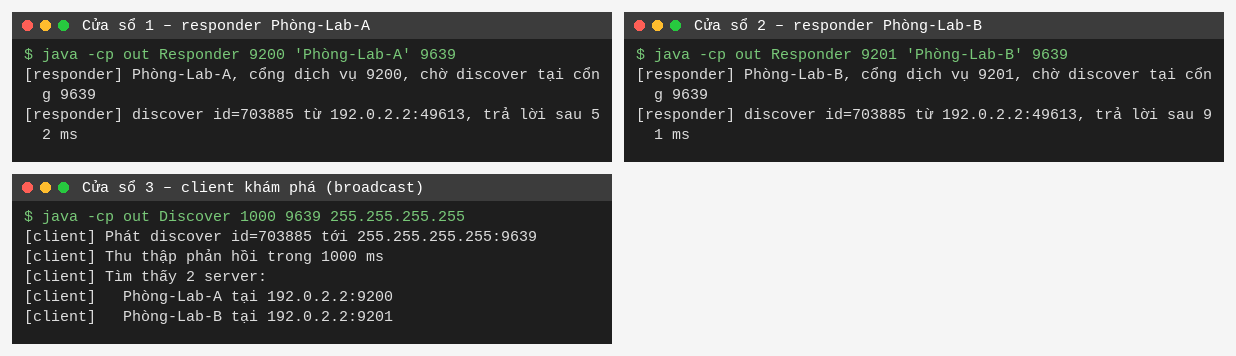 Cửa sổ 1 – responder Phòng-Lab-A
$ java -cp out Responder 9200 'Phòng-Lab-A' 9639
[responder] Phòng-Lab-A, cổng dịch vụ 9200, chờ discover tại cổn
g 9639
[responder] discover id=703885 từ 192.0.2.2:49613, trả lời sau 5
2 ms
Cửa sổ 2 – responder Phòng-Lab-B
$ java -cp out Responder 9201 'Phòng-Lab-B' 9639
[responder] Phòng-Lab-B, cổng dịch vụ 9201, chờ discover tại cổn
g 9639
[responder] discover id=703885 từ 192.0.2.2:49613, trả lời sau 9
1 ms
Cửa sổ 3 – client khám phá (broadcast)
$ java -cp out Discover 1000 9639 255.255.255.255
[client] Phát discover id=703885 tới 255.255.255.255:9639
[client] Thu thập phản hồi trong 1000 ms
[client] Tìm thấy 2 server:
[client]   Phòng-Lab-A tại 192.0.2.2:9200
[client]   Phòng-Lab-B tại 192.0.2.2:9201